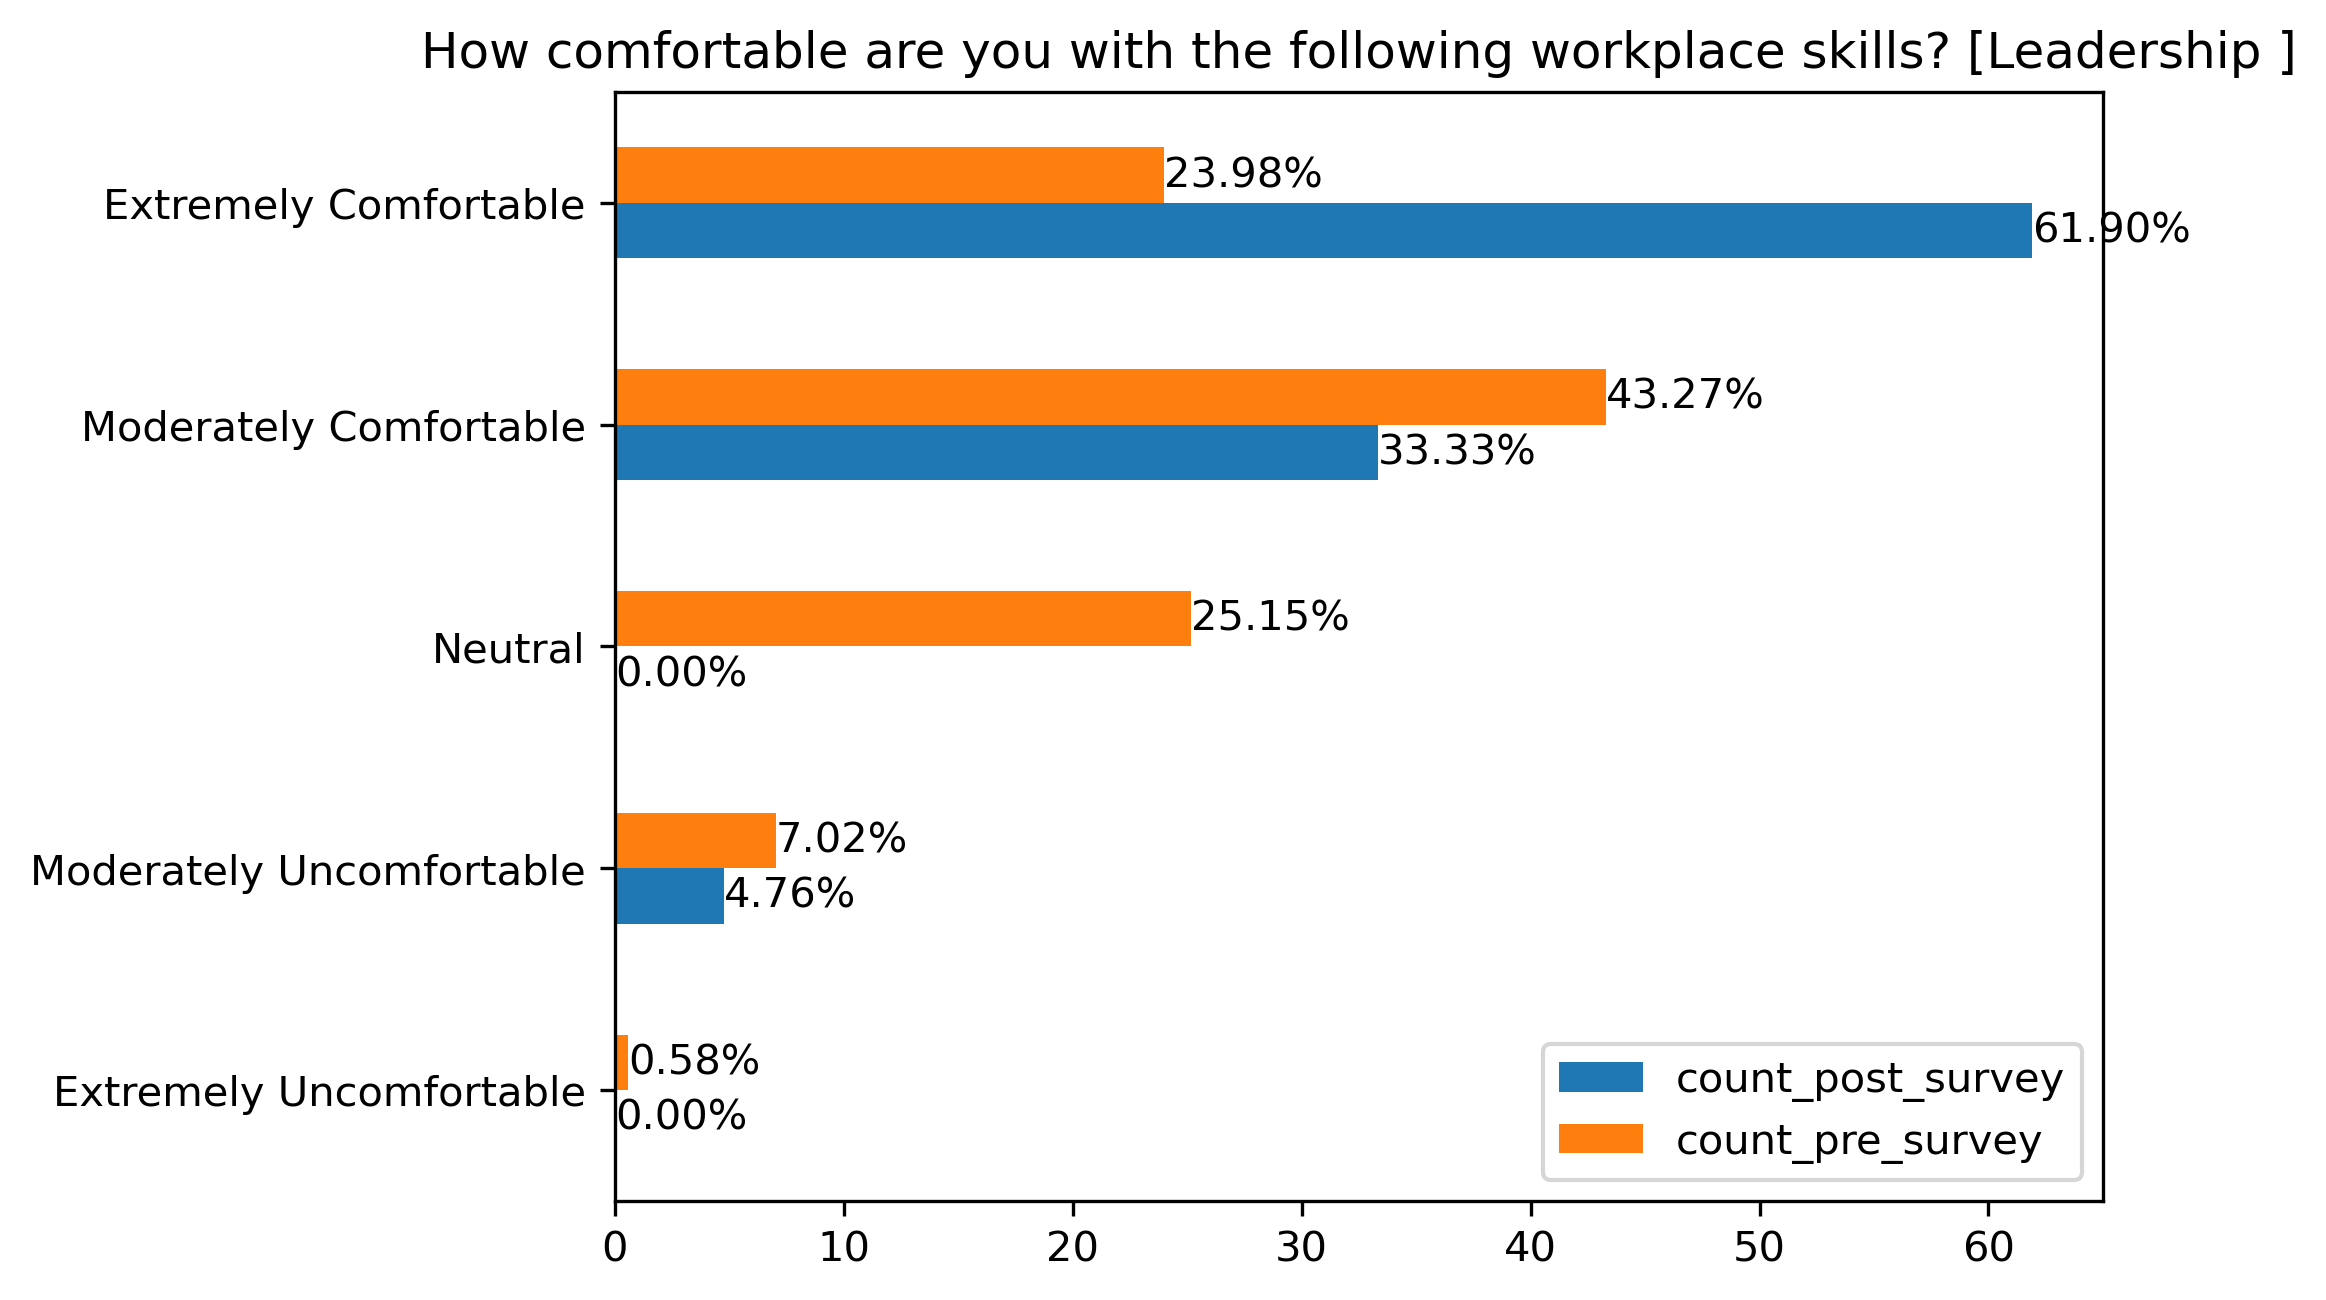 How comfortable are you with the following workplace skills? [Leadership ]
Extremely Comfortable
23.98%
61.90%
Moderately Comfortable
43.27%
33.33%
Neutral
25.15%
0.00%
Moderately Uncomfortable
7.02%
4.76%
Extremely Uncomfortable
0.58%
0.00%
count_post_survey
count_pre_survey
0 10 20 30 40 50 60